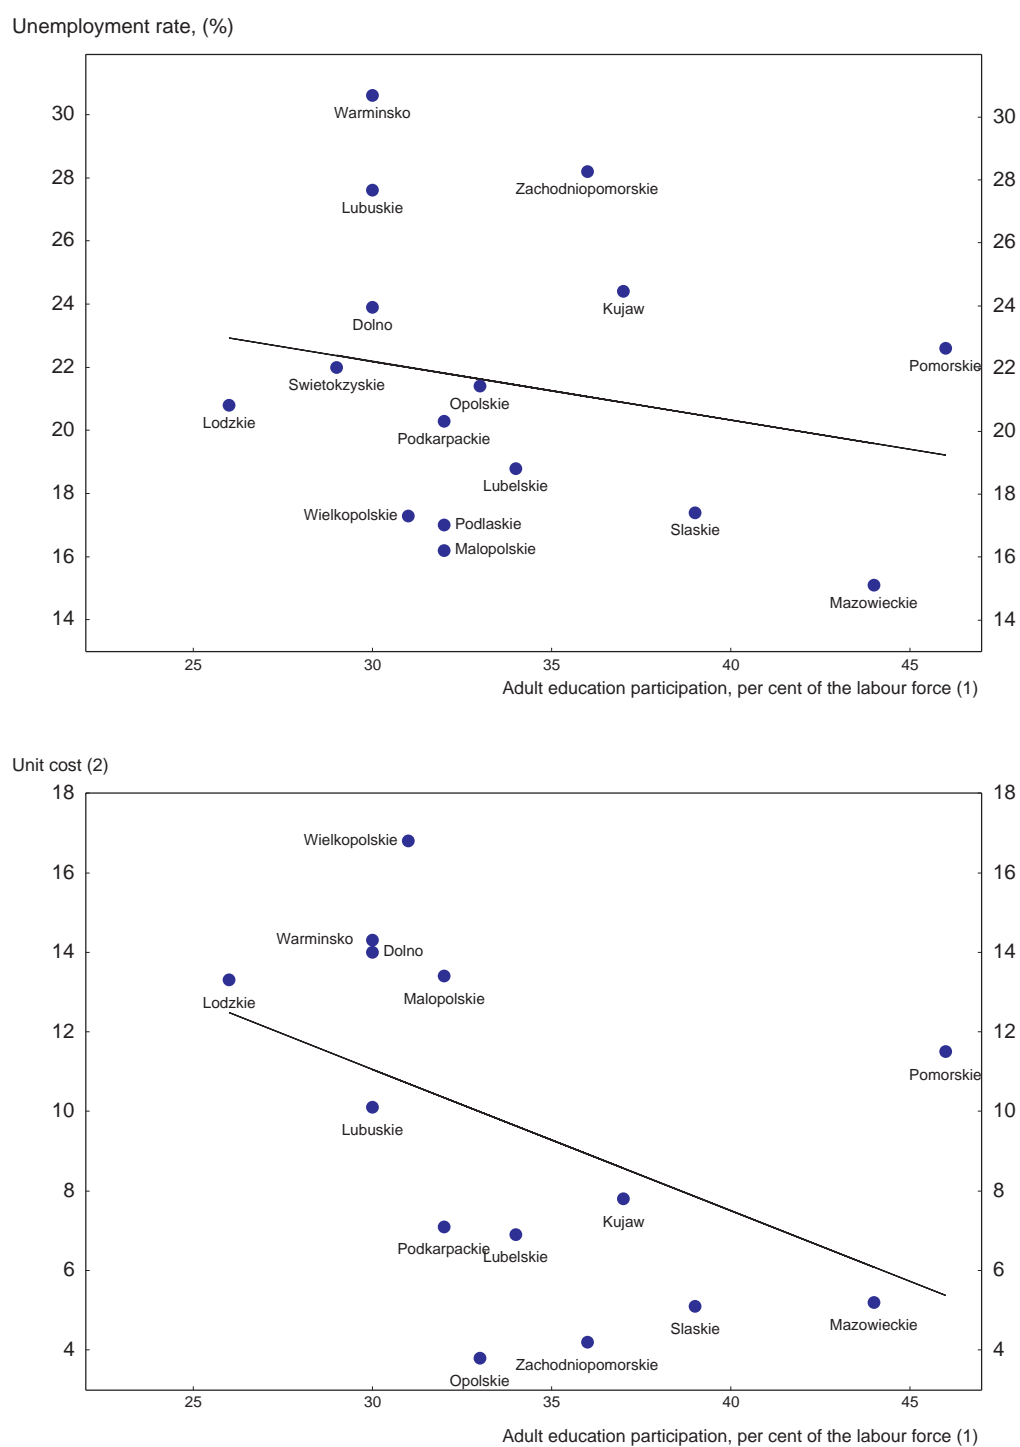 Unemployment rate, (%)
30 30
Warminsko
28 Zachodniopomorskie 28
Lubuskie
26 26
24 Kujaw 24
Dolno
22 Pomorskie 22
Swietokzyskie
Opolskie
Lodzkie
20 Podkarpackie 20
Lubelskie
18 18
Wielkopolskie Podlaskie
Slaskie
16 Malopolskie 16
Mazowieckie
14 14
25 30 35 40 45
Adult education participation, per cent of the labour force (1)
Unit cost (2)
18 18
Wielkopolskie
16 16
Warminsko
14 Dolno 14
Lodzkie Malopolskie
12 12
Pomorskie
10 10
Lubuskie
8 8
Kujaw
Podkarpackie Lubelskie
6 6
Slaskie Mazowieckie
4 4
Zachodniopomorskie
Opolskie
25 30 35 40 45
Adult education participation, per cent of the labour force (1)